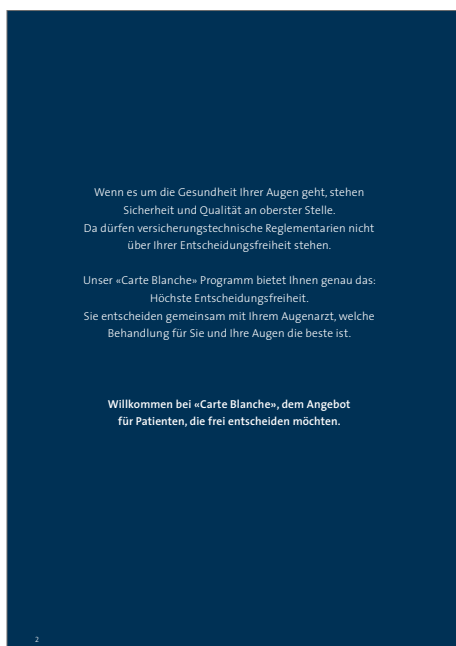 Wenn es um die Gesundheit Ihrer Augen geht, stehen
Sicherheit und Qualität an oberster Stelle.
Da dürfen versicherungstechnische Reglementarien nicht
über Ihrer Entscheidungsfreiheit stehen.
Unser «Carte Blanche» Programm bietet Ihnen genau das:
Höchste Entscheidungsfreiheit.
Sie entscheiden gemeinsam mit Ihrem Augenarzt, welche
Behandlung für Sie und Ihre Augen die beste ist.
Willkommen bei «Carte Blanche», dem Angebot
für Patienten, die frei entscheiden möchten.
2